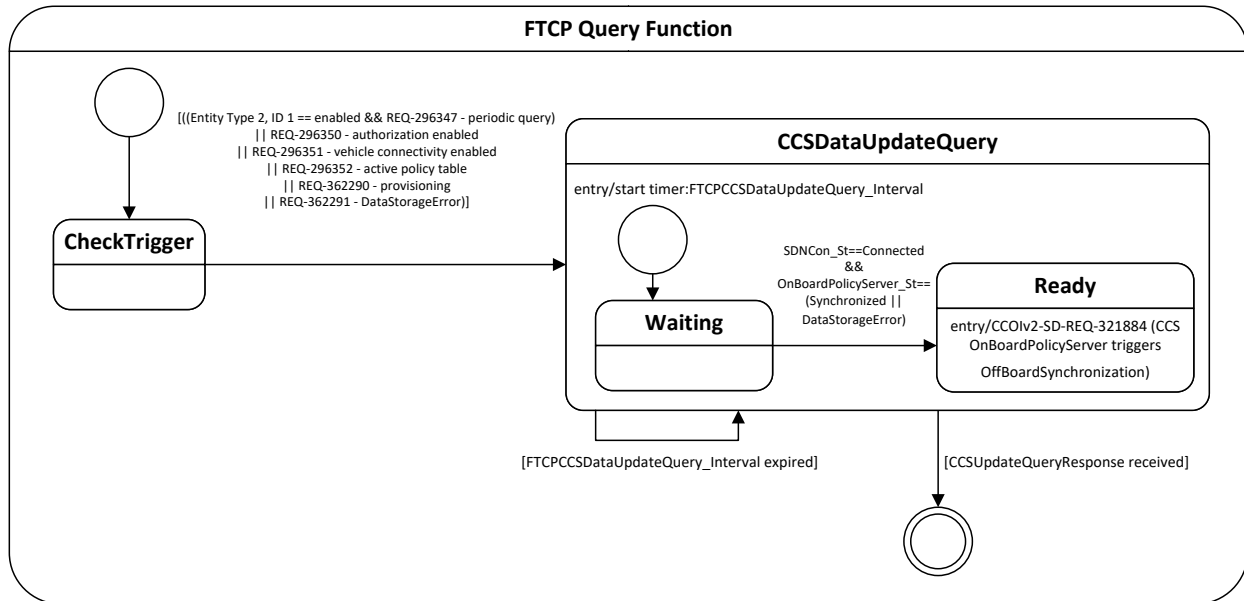 FTCP Query Function
[((Entity Type 2, ID 1 == enabled && REQ-296347 - periodic query)
|| REQ-296350 - authorization enabled
|| REQ-296351 - vehicle connectivity enabled
|| REQ-296352 - active policy table
|| REQ-362290 - provisioning
|| REQ-362291 - DataStorageError)]
CheckTrigger
CCSDataUpdateQuery
entry/start timer:FTCPCCSDataUpdateQuery_Interval
Waiting
SDNCon_St==Connected
&&
OnBoardPolicyServer_St==
(Synchronized ||
DataStorageError)
Ready
entry/CCOIv2-SD-REQ-321884 (CCS
OnBoardPolicyServer triggers
OffBoardSynchronization)
[FTCPCCSDataUpdateQuery_Interval expired]
[CCSUpdateQueryResponse received]